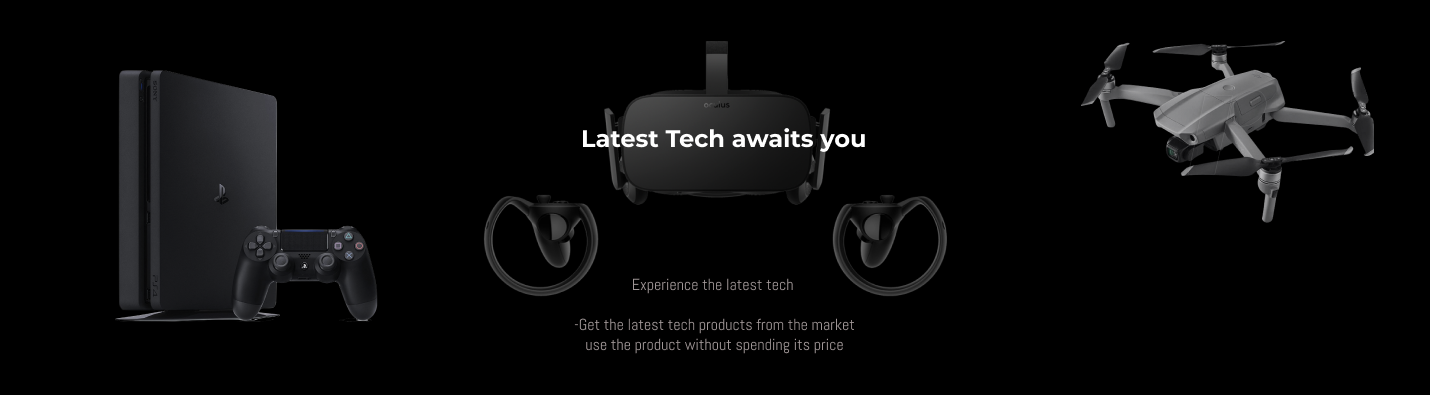 oculus
Latest Tech awaits you
Experience the latest tech
-Get the latest tech products from the market
use the product without spending its price